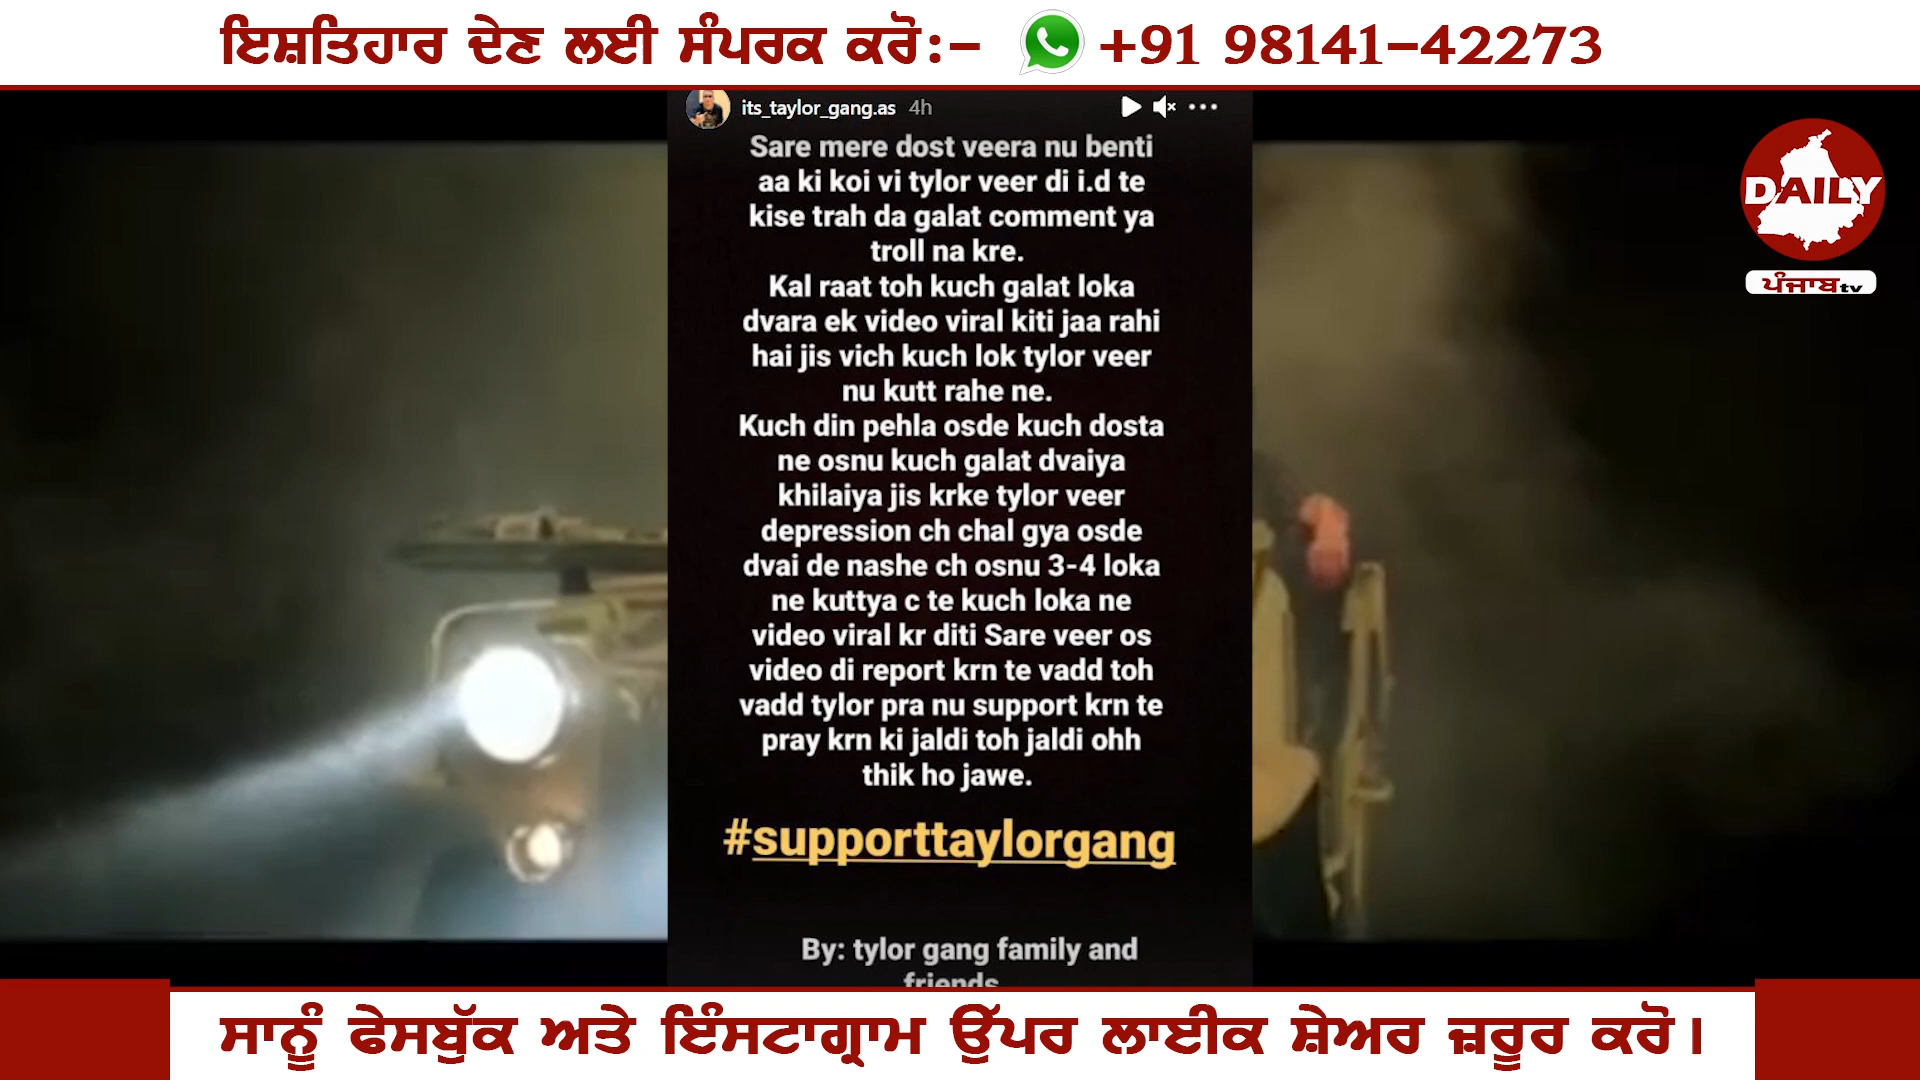 ਇਸ਼ਤਿਹਾਰ ਦੇਣ ਲਈ ਸੰਪਰਕ ਕਰੋ:- +91 98141-42273
its_taylor_gang.as 4h
Sare mere dost veera nu benti
aa ki koi vi tylor veer di i.d te
kise trah da galat comment ya
troll na kre.
Kal raat toh kuch galat loka
dvara ek video viral kiti jaa rahi
hai jis vich kuch lok tylor veer
nu kutt rahe ne.
Kuch din pehla osde kuch dosta
ne osnu kuch galat dvaiya
khilaiya jis krke tylor veer
depression ch chal gya osde
dvai de nashe ch osnu 3-4 loka
ne kuttya c te kuch loka ne
video viral kr diti Sare veer os
video di report krn te vadd toh
vadd tylor pra nu support krn te
pray krn ki jaldi toh jaldi ohh
thik ho jawe.
#supporttaylorgang
By: tylor gang family and
friends
DAILY
ਪੰਜਾਬ tv
ਸਾਨੂੰ ਫੇਸਬੁੱਕ ਅਤੇ ਇੰਸਟਾਗ੍ਰਾਮ ਉੱਪਰ ਲਾਈਕ ਸ਼ੇਅਰ ਜ਼ਰੂਰ ਕਰੋ।